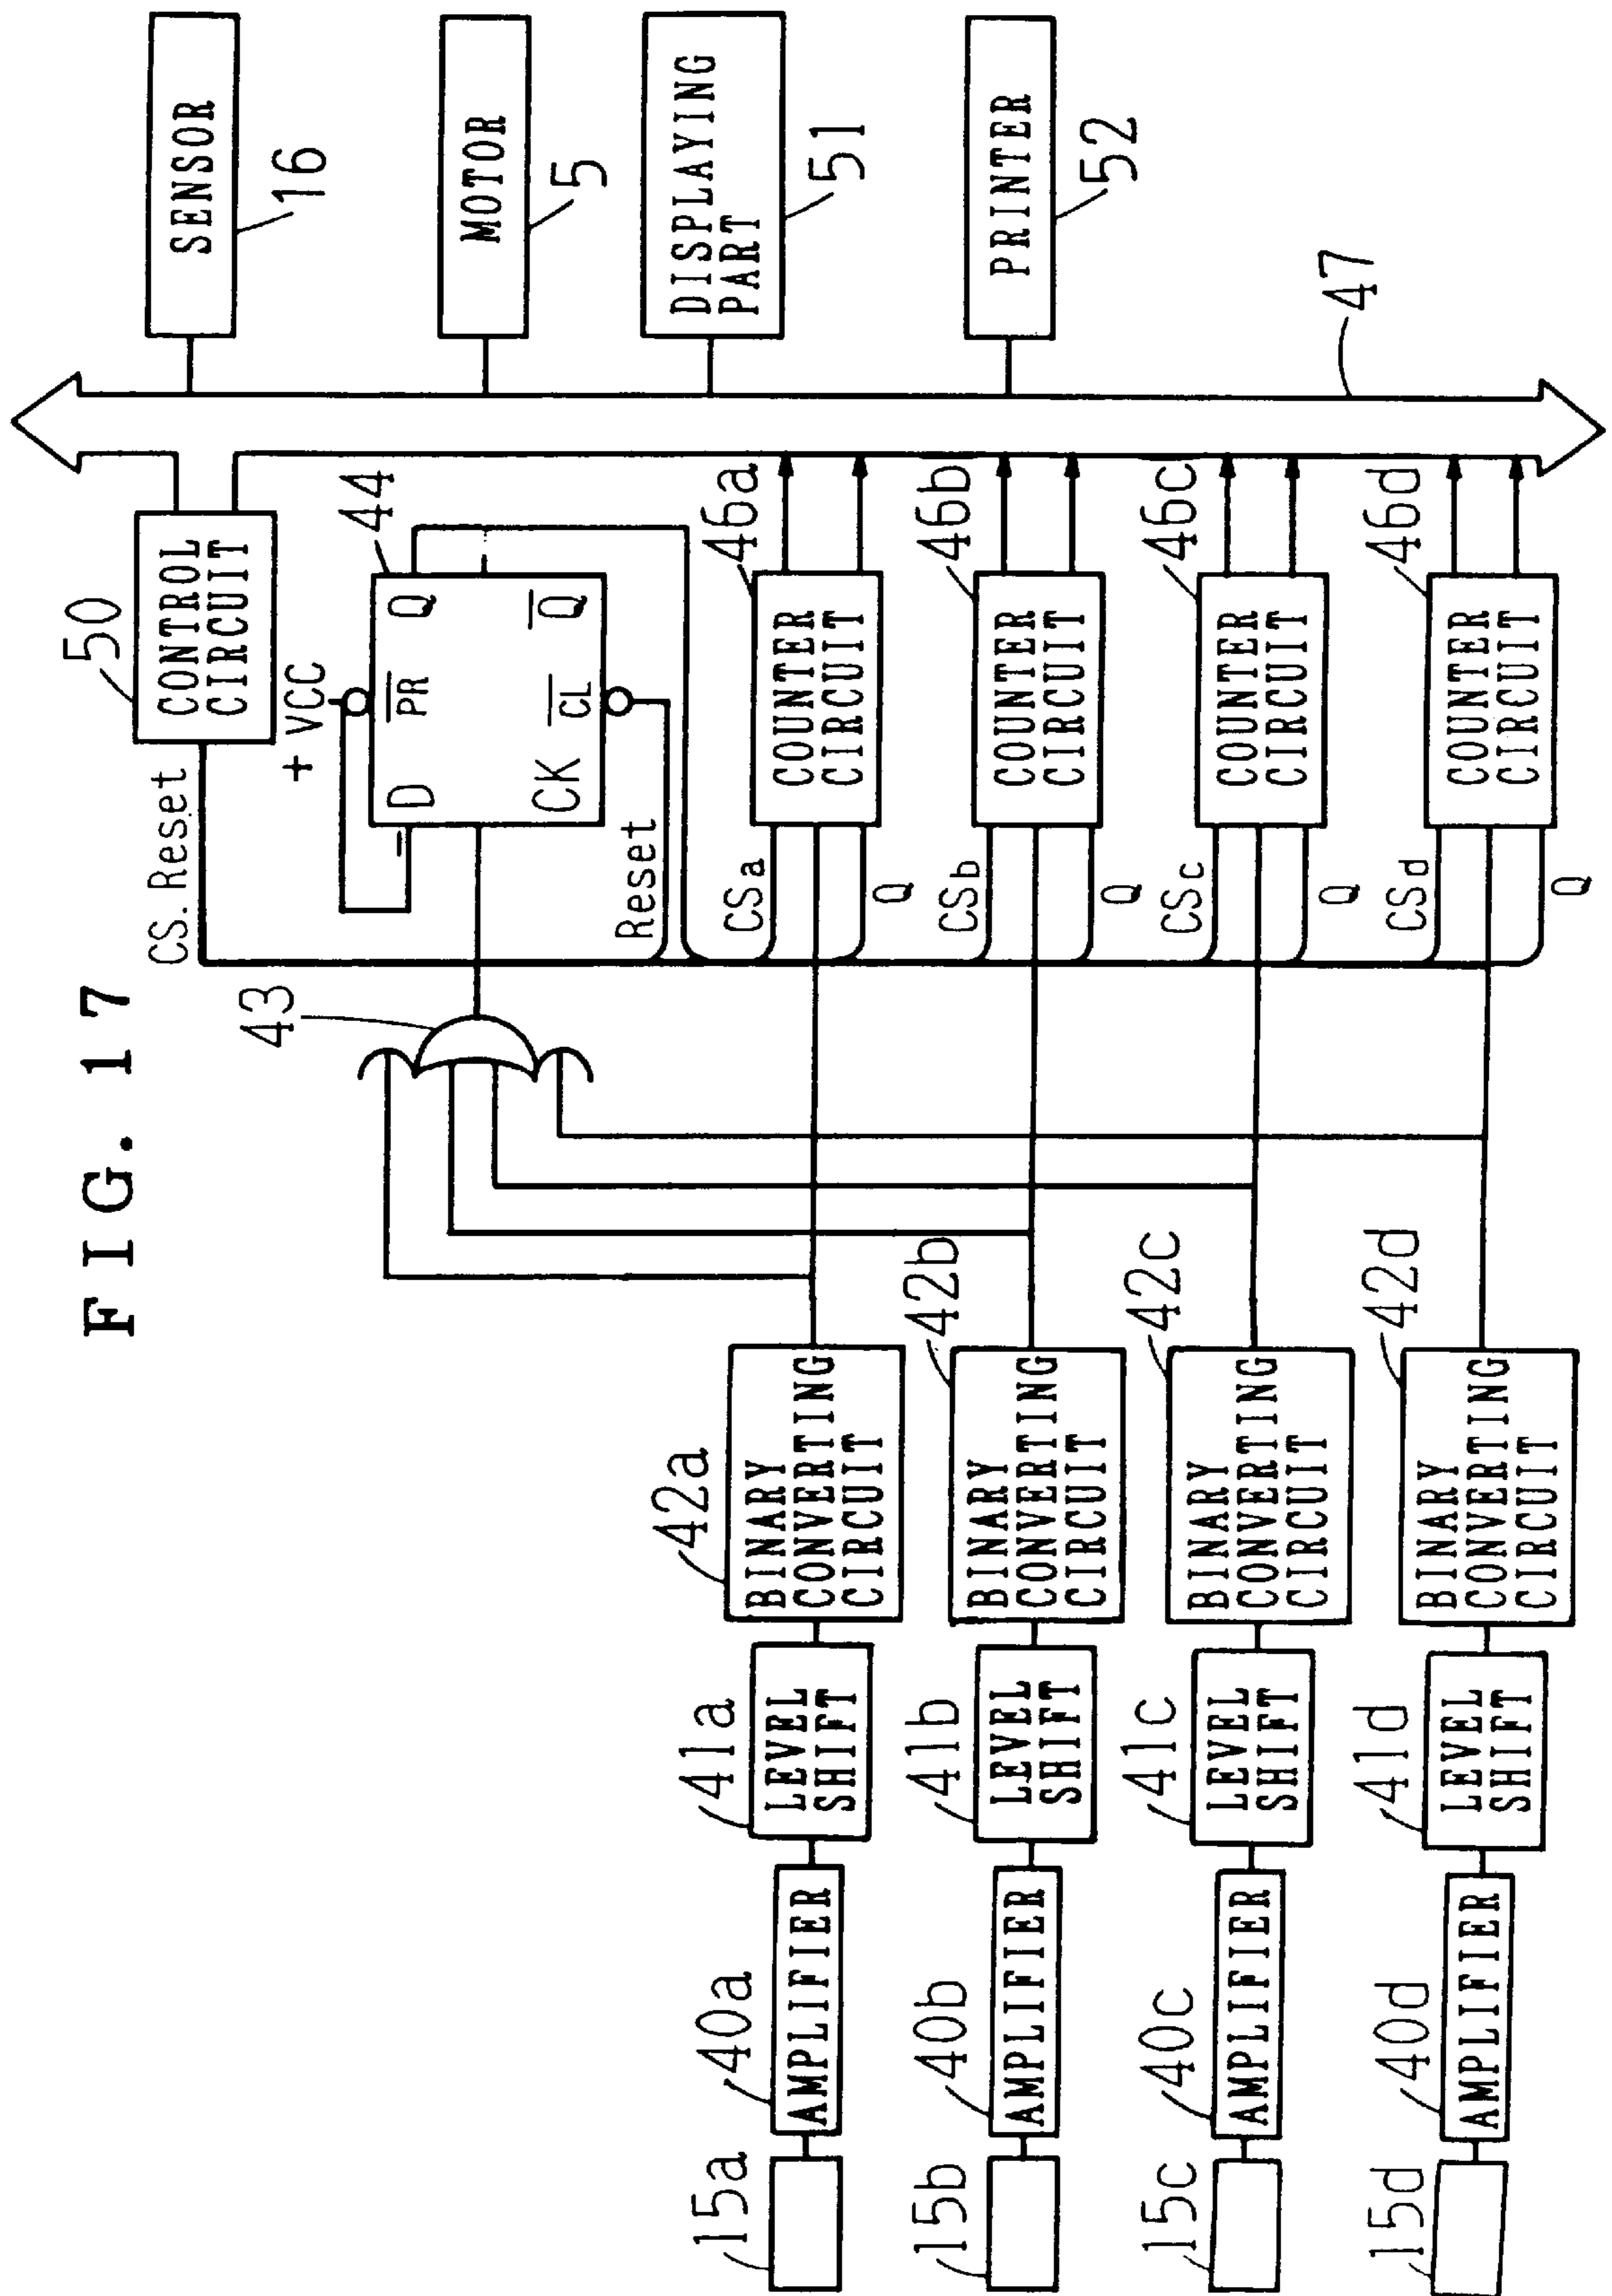 FIG. 17
50
CONTROL
CIRCUIT
CS.Reset
SENSOR
16
MOTOR
5
DISPLAYING
PART
51
PRINTER
52
47
43
44
+ VCC
PR
D
Q
CK
CL
Q
Reset
15a
40a
AMPLIFIER
41a
LEVEL
SHIFT
42a
BINARY
CONVERTING
CIRCUIT
CSa
Q
46a
COUNTER
CIRCUIT
15b
40b
AMPLIFIER
41b
LEVEL
SHIFT
42b
BINARY
CONVERTING
CIRCUIT
CSb
Q
46b
COUNTER
CIRCUIT
15c
40c
AMPLIFIER
41c
LEVEL
SHIFT
42c
BINARY
CONVERTING
CIRCUIT
CSc
Q
46c
COUNTER
CIRCUIT
15d
40d
AMPLIFIER
41d
LEVEL
SHIFT
42d
BINARY
CONVERTING
CIRCUIT
CSd
Q
46d
COUNTER
CIRCUIT